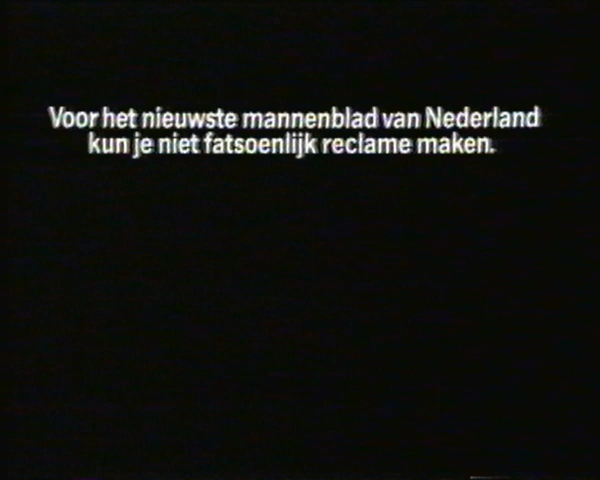 Voor het nieuwste mannenblad van Nederland
kun je niet fatsoenlijk reclame maken.